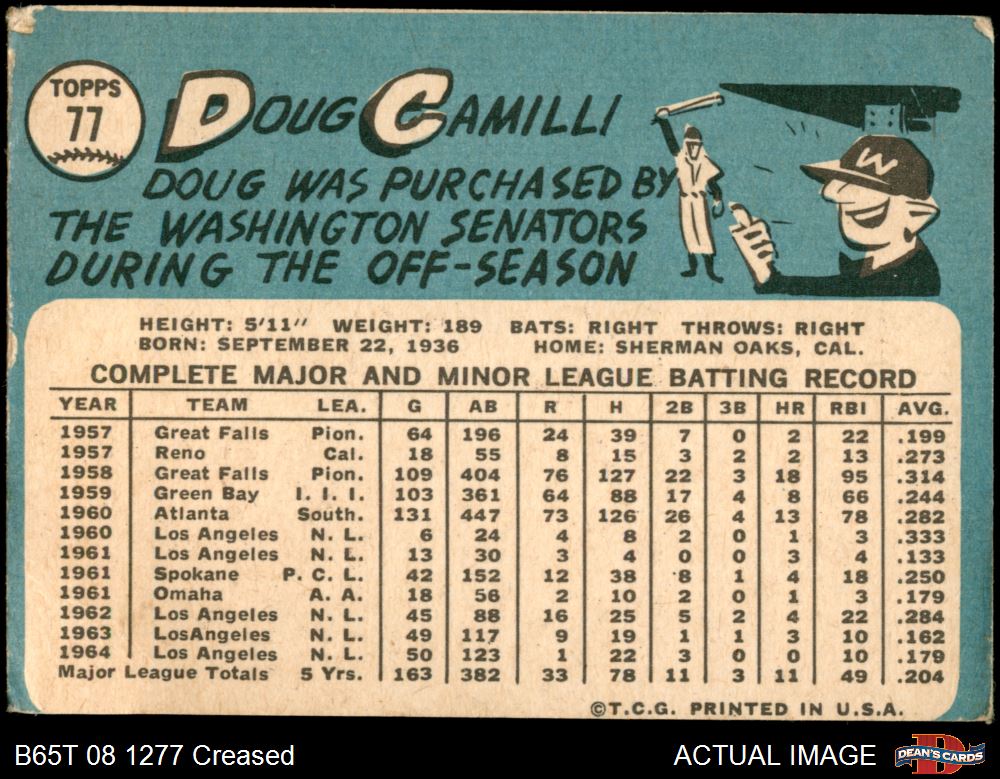 TOPPS
77
DOUG CAMILLI
DOUG WAS PURCHASED BY
THE WASHINGTON SENATORS
DURING THE OFF-SEASON
W
HEIGHT: 5'11" WEIGHT: 189 BATS: RIGHT THROWS: RIGHT
BORN: SEPTEMBER 22, 1936 HOME: SHERMAN OAKS, CAL.
COMPLETE MAJOR AND MINOR LEAGUE BATTING RECORD
YEAR TEAM LEA. G AB R H 2B 3B HR RBI AVG.
1957 Great Falls Pion. 64 196 24 39 7 0 2 22 .199
1957 Reno Cal. 18 55 8 15 3 2 2 13 .273
1958 Great Falls Pion. 109 404 76 127 22 3 18 95 .314
1959 Green Bay I. I. I. 103 361 64 88 17 4 8 66 .244
1960 Atlanta South. 131 447 73 126 26 4 13 78 .282
1960 Los Angeles N. L. 6 24 4 8 2 0 1 3 .333
1961 Los Angeles N. L. 13 30 3 4 0 0 3 4 .133
1961 Spokane P. C. L. 42 152 12 38 8 1 4 18 .250
1961 Omaha A. A. 18 56 2 10 2 0 1 3 .179
1962 Los Angeles N. L. 45 88 16 25 5 2 4 22 .284
1963 LosAngeles N. L. 49 117 9 19 1 1 3 10 .162
1964 Los Angeles N. L. 50 123 1 22 3 0 0 10 .179
Major League Totals 5 Yrs. 163 382 33 78 11 3 11 49 .204
©T.C.G. PRINTED IN U.S.A.
B65T 08 1277 Creased ACTUAL IMAGE DEAN'S CARDS